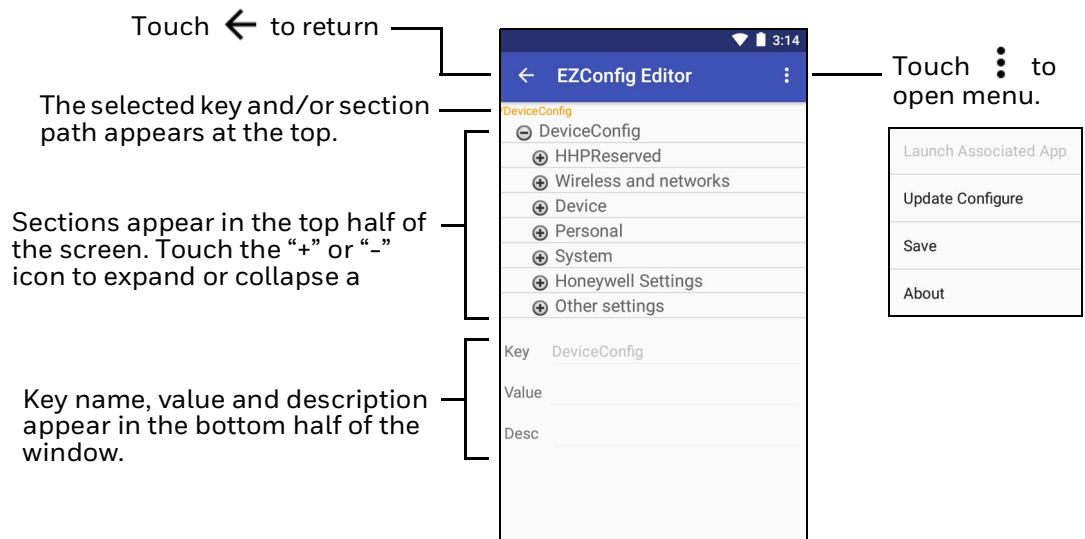 Touch ← to return
The selected key and/or section
path appears at the top.
Sections appear in the top half of
the screen. Touch the “+” or “-”
icon to expand or collapse a
Key name, value and description
appear in the bottom half of the
window.
3:14
EZConfig Editor
/DeviceConfig
DeviceConfig
HHPReserved
Wireless and networks
Device
Personal
System
Honeywell Settings
Other settings
Key DeviceConfig
Value
Desc
Touch ⋮ to
open menu.
Launch Associated App
Update Configure
Save
About